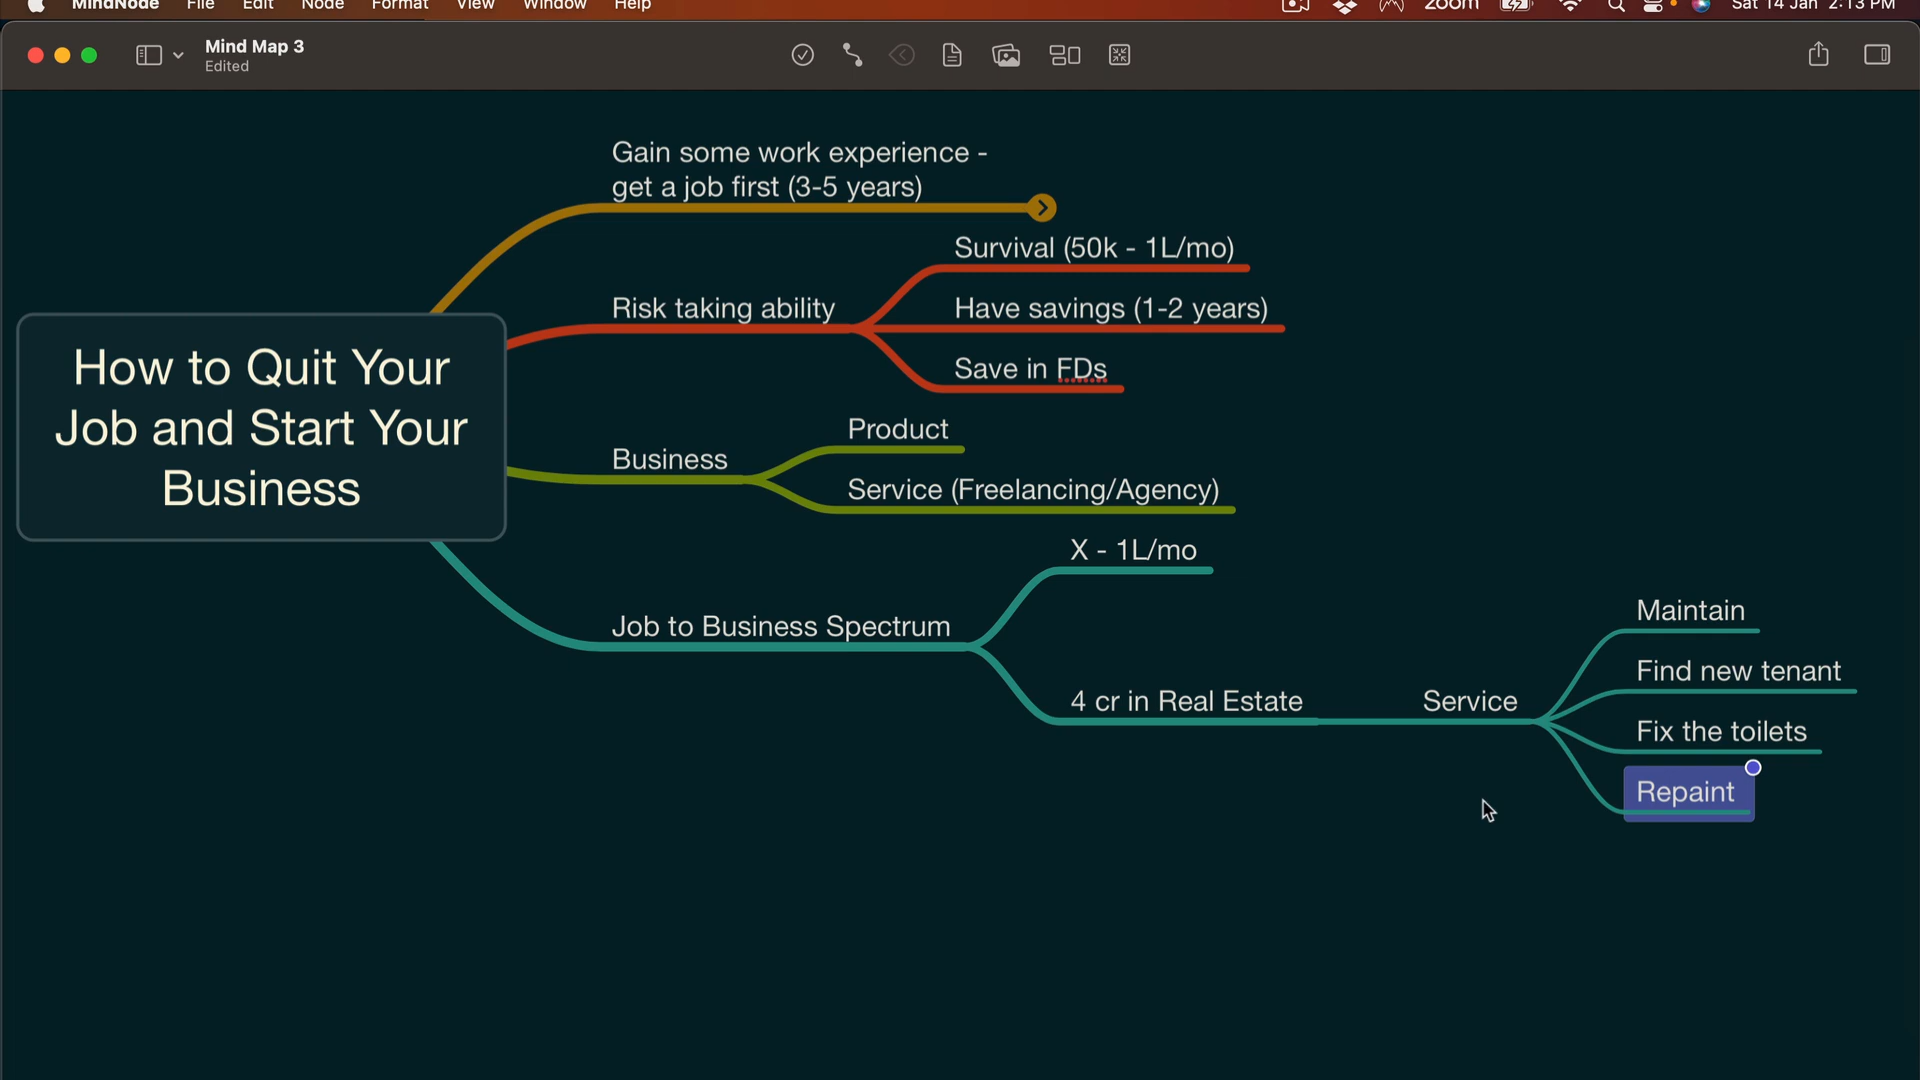 MindNode File Edit Node Format View Window Help zoom Sat 14 Jan 2:13 PM
Mind Map 3
Edited
Gain some work experience -
get a job first (3-5 years)
Survival (50k - 1L/mo)
Risk taking ability
Have savings (1-2 years)
Save in FDs
How to Quit Your
Job and Start Your
Business
Product
Business
Service (Freelancing/Agency)
X - 1L/mo
Job to Business Spectrum
4 cr in Real Estate
Service
Maintain
Find new tenant
Fix the toilets
Repaint